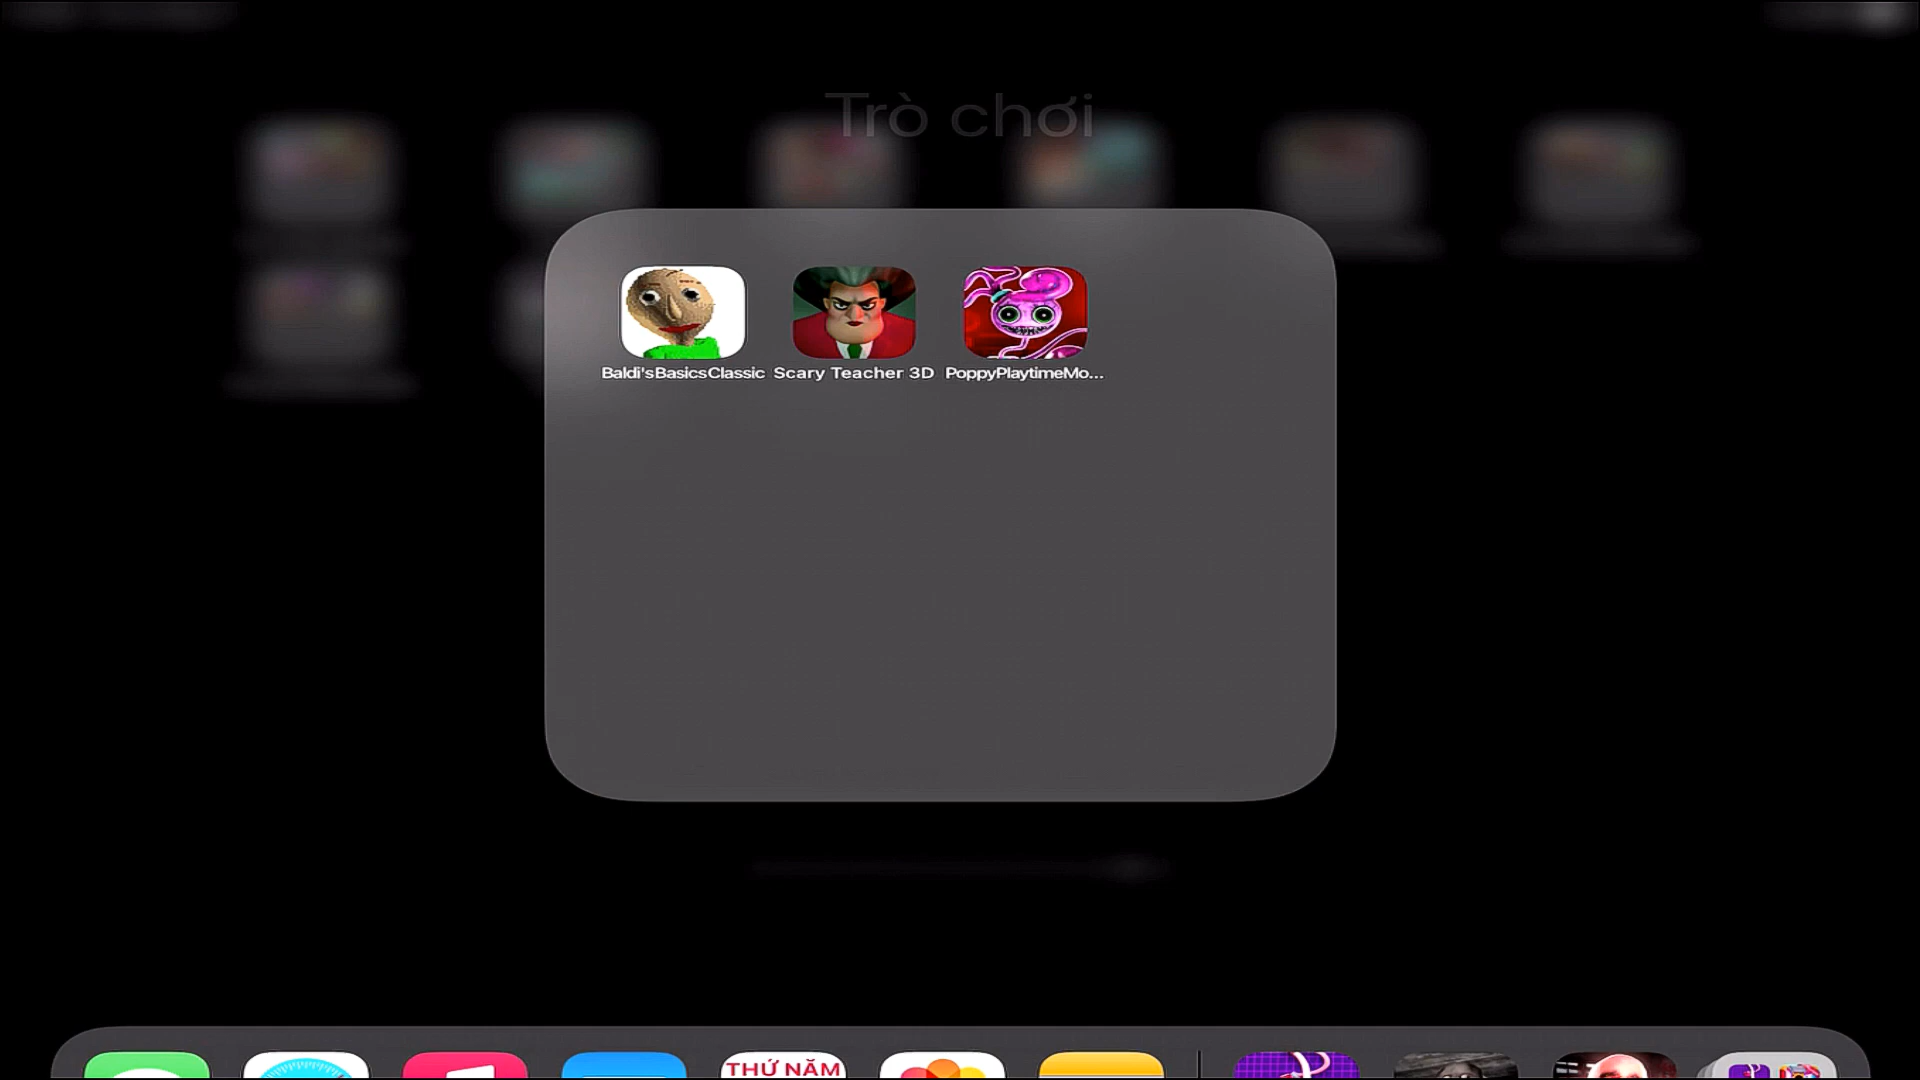 Trò chơi
Baldi'sBasicsClassic
Scary Teacher 3D
PoppyPlaytimeMo...
THỨ NĂM